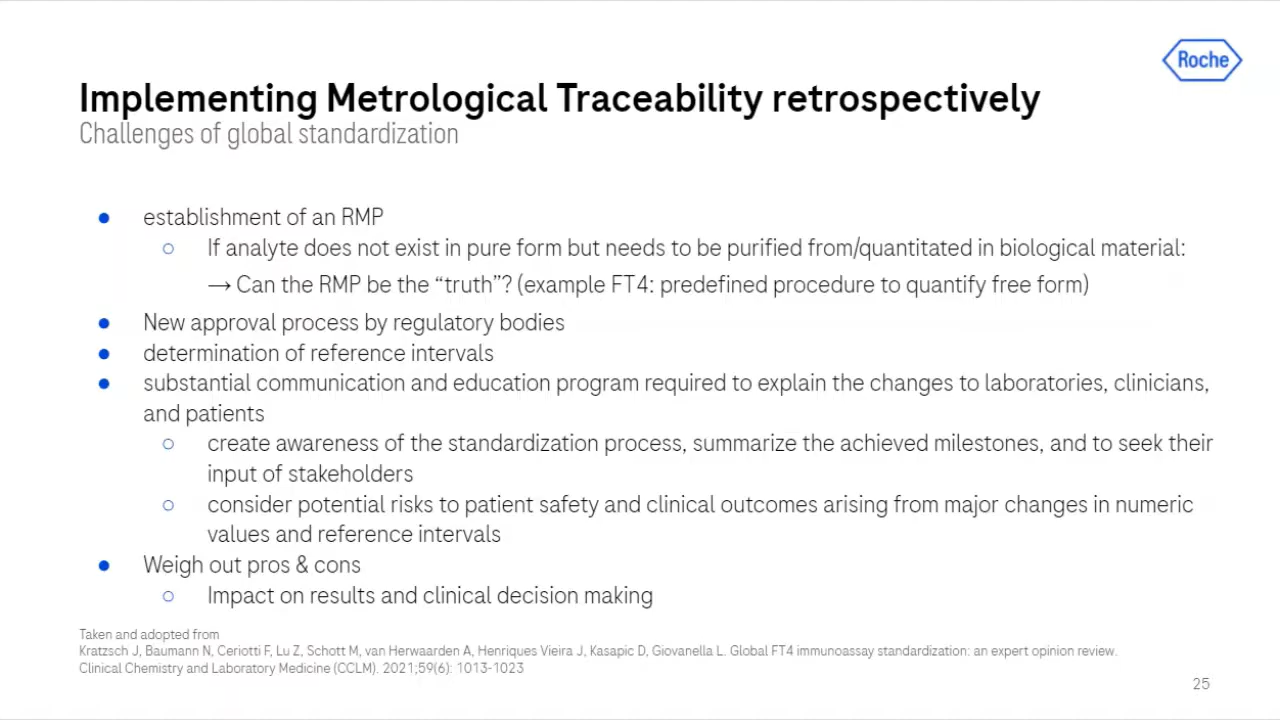 Roche
Implementing Metrological Traceability retrospectively
Challenges of global standardization
● establishment of an RMP
○ If analyte does not exist in pure form but needs to be purified from/quantitated in biological material:
→ Can the RMP be the “truth”? (example FT4: predefined procedure to quantify free form)
● New approval process by regulatory bodies
● determination of reference intervals
● substantial communication and education program required to explain the changes to laboratories, clinicians,
and patients
○ create awareness of the standardization process, summarize the achieved milestones, and to seek their
input of stakeholders
○ consider potential risks to patient safety and clinical outcomes arising from major changes in numeric
values and reference intervals
● Weigh out pros & cons
○ Impact on results and clinical decision making
Taken and adopted from
Kratzsch J, Baumann N, Ceriotti F, Lu Z, Schott M, van Herwaarden A, Henriques Vieira J, Kasapic D, Giovanella L. Global FT4 immunoassay standardization: an expert opinion review.
Clinical Chemistry and Laboratory Medicine (CCLM). 2021;59(6): 1013-1023
25